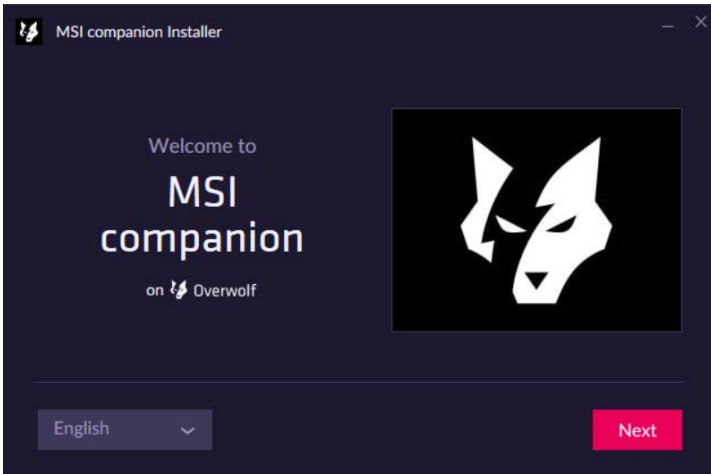 MSI companion Installer
Welcome to
MSI
companion
on Overwolf
English
Next